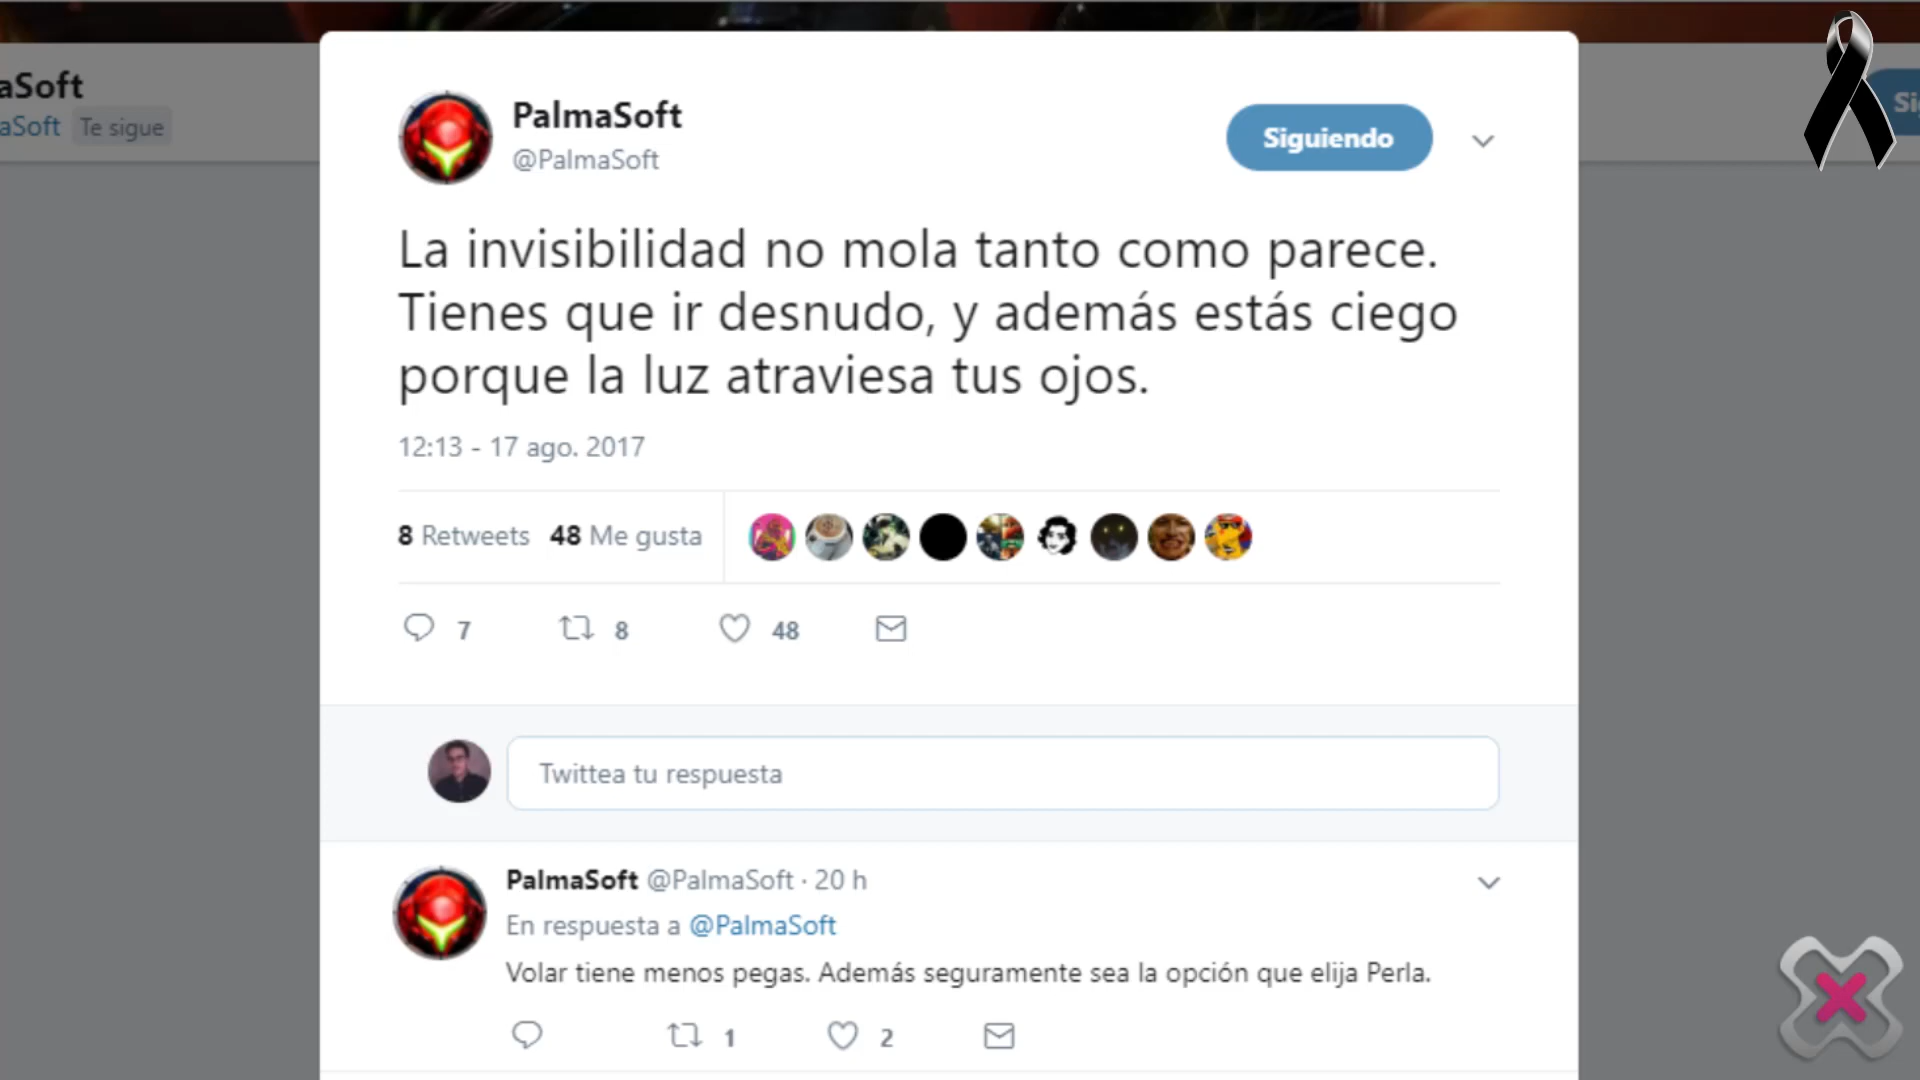 aSoft
aSoft Te sigue
Si
PalmaSoft
@PalmaSoft
Siguiendo
La invisibilidad no mola tanto como parece.
Tienes que ir desnudo, y además estás ciego
porque la luz atraviesa tus ojos.
12:13 - 17 ago. 2017
8 Retweets 48 Me gusta
7 8 48
Twittea tu respuesta
PalmaSoft @PalmaSoft · 20 h
En respuesta a @PalmaSoft
Volar tiene menos pegas. Además seguramente sea la opción que elija Perla.
1 2